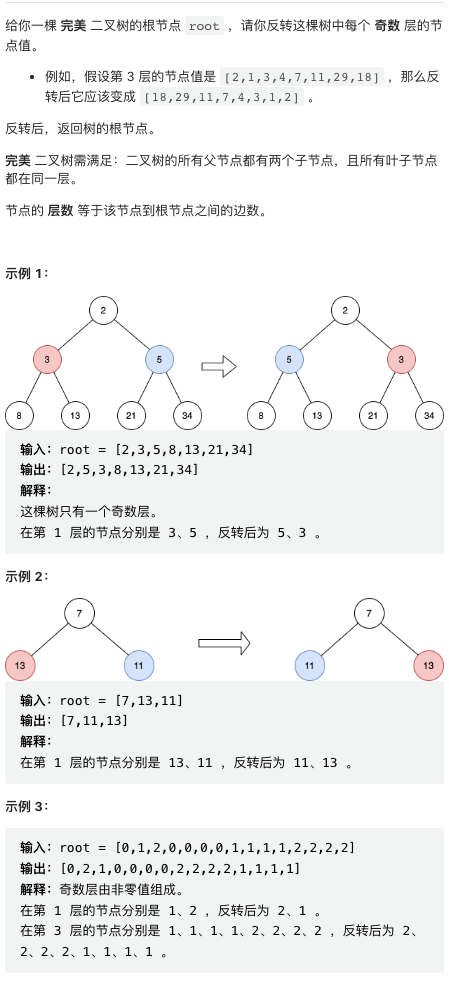 给你一棵 完美 二叉树的根节点 root ，请你反转这棵树中每个 奇数 层的节
点值。
• 例如，假设第 3 层的节点值是 [2,1,3,4,7,11,29,18] ，那么反
转后它应该变成 [18,29,11,7,4,3,1,2] 。
反转后，返回树的根节点。
完美 二叉树需满足：二叉树的所有父节点都有两个子节点，且所有叶子节点
都在同一层。
节点的 层数 等于该节点到根节点之间的边数。
示例 1：
2 2
3 5 5 3
8 13 21 34 8 13 21 34
输入：root = [2,3,5,8,13,21,34]
输出：[2,5,3,8,13,21,34]
解释：
这棵树只有一个奇数层。
在第 1 层的节点分别是 3、5 ，反转后为 5、3 。
示例 2：
7 7
13 11 11 13
输入：root = [7,13,11]
输出：[7,11,13]
解释：
在第 1 层的节点分别是 13、11 ，反转后为 11、13 。
示例 3：
输入：root = [0,1,2,0,0,0,0,1,1,1,1,2,2,2,2]
输出：[0,2,1,0,0,0,0,2,2,2,2,1,1,1,1]
解释：奇数层由非零值组成。
在第 1 层的节点分别是 1、2 ，反转后为 2、1 。
在第 3 层的节点分别是 1、1、1、1、2、2、2、2 ，反转后为 2、
2、2、2、1、1、1、1 。